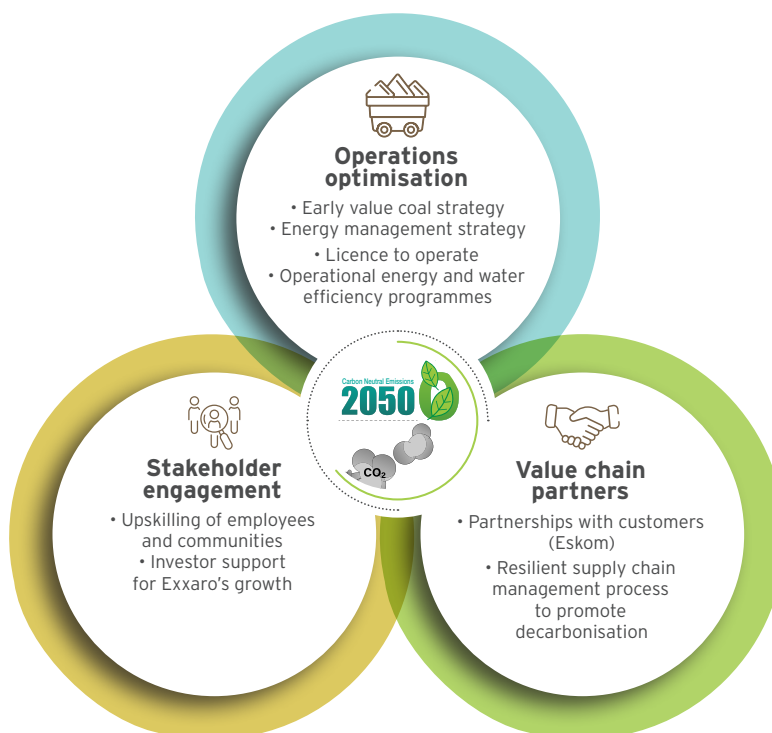 Operations
optimisation
• Early value coal strategy
• Energy management strategy
• Licence to operate
• Operational energy and water
efficiency programmes
Carbon Neutral Emissions
2050
CO₂
Stakeholder
engagement
• Upskilling of employees
and communities
• Investor support
for Exxaro's growth
Value chain
partners
• Partnerships with customers
(Eskom)
• Resilient supply chain
management process
to promote
decarbonisation